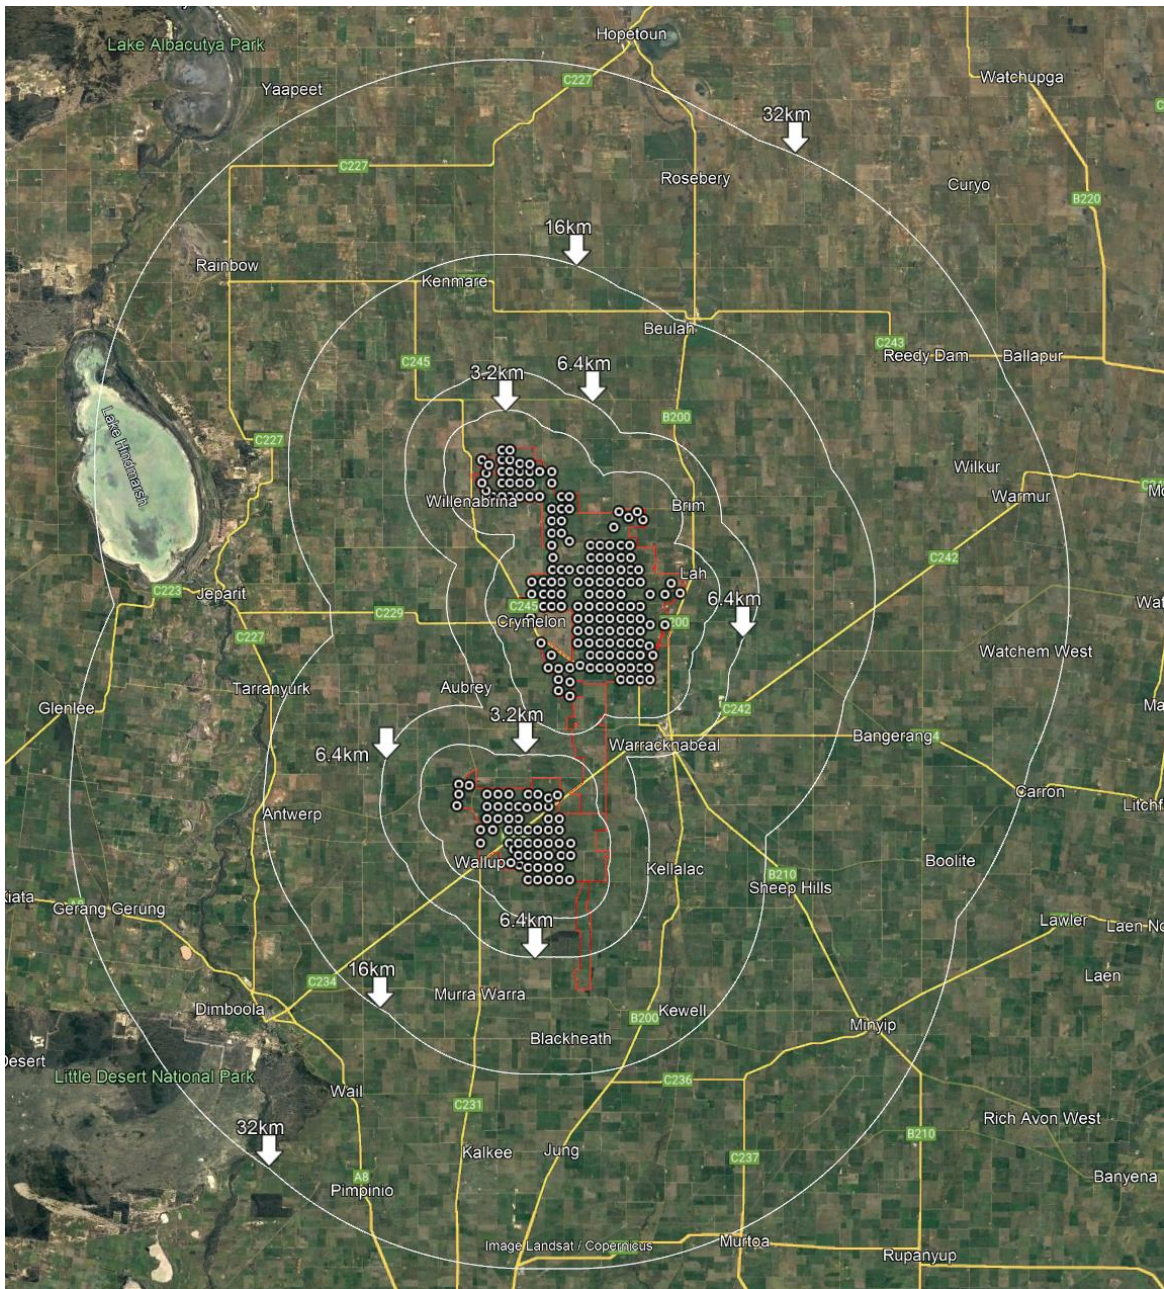 Hopetoun
Lake Albacutya Park
Watchupga
C227
Yaapeet
32km
C227
Rosebery
Curyo
B220
16km
Rainbow
Kenmare
Beulah
C243
Reedy Dam
Ballapur
C245
6.4km
3.2km
B200
C227
Lake Hindmarsh
Wilkur
Warmur
Willenabrina
Brim
C242
Lah
C223
Jeparit
6.4km
C245
C229
Crymelon
C227
Watchem West
Aubrey
Tarranyurk
Glenlee
C242
3.2km
Bangerang
Warracknabeal
6.4km
Carron
Antwerp
Boolite
Wallup
Kellalac
B210
Sheep Hills
Gerang Gerung
6.4km
Lawler
16km
Laen
C234
Murra Warra
Dimboola
Kewell
B200
Minyip
Blackheath
Little Desert National Park
C236
Wail
C231
Rich Avon West
32km
B210
Kalkee
Jung
C237
A8
Banyena
Pimpinio
Murtoa
Image Landsat / Copernicus
Rupanyup